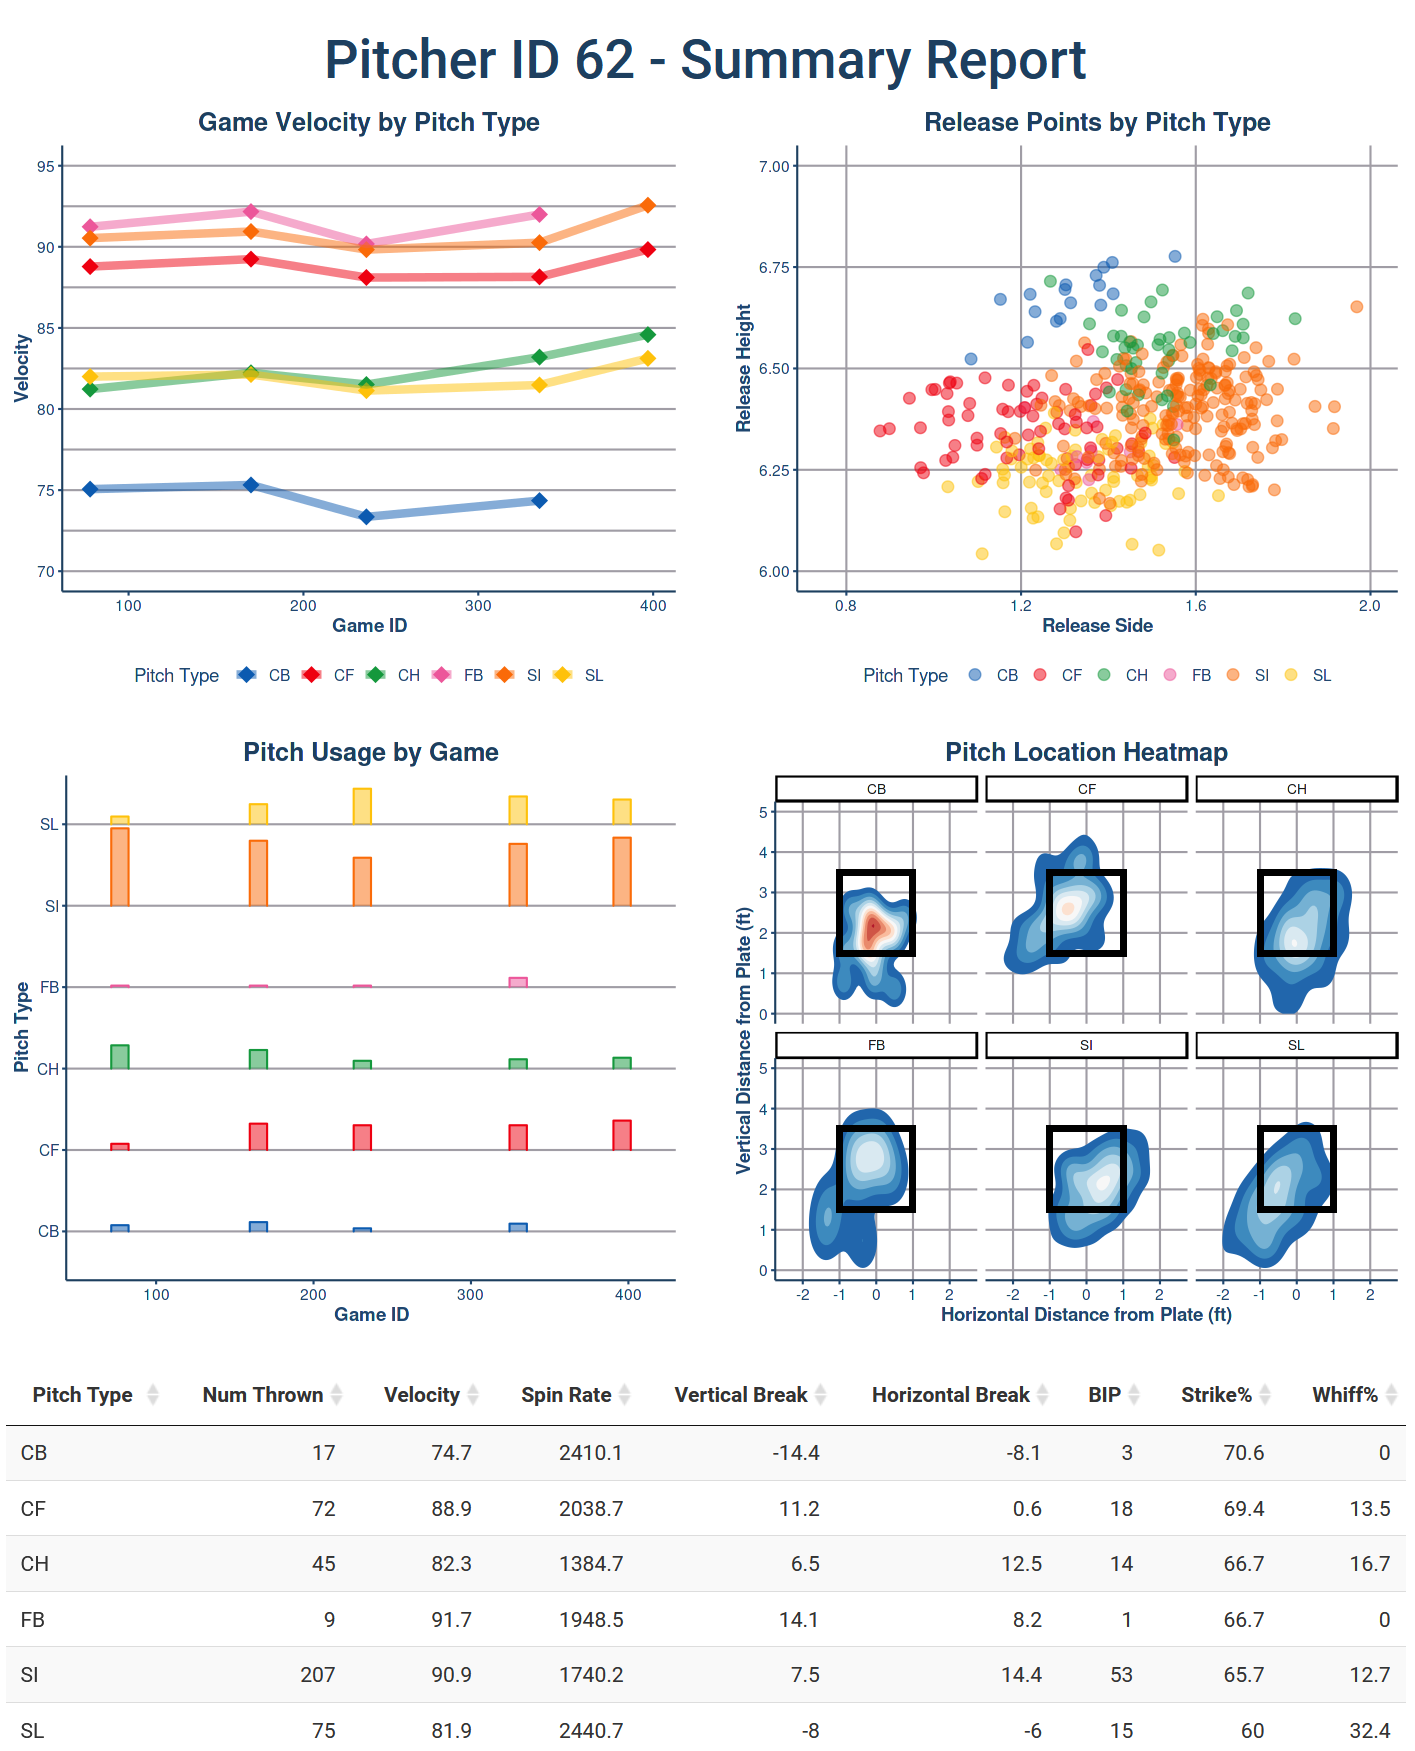 Pitcher ID 62 - Summary Report
Game Velocity by Pitch Type
95
90
85
80
75
70
Velocity
100 200 300 400
Game ID
Pitch Type CB CF CH FB SI SL
Release Points by Pitch Type
7.00
6.75
6.50
6.25
6.00
Release Height
0.8 1.2 1.6 2.0
Release Side
Pitch Type CB CF CH FB SI SL
Pitch Usage by Game
SL
SI
FB
CH
CF
CB
Pitch Type
100 200 300 400
Game ID
Pitch Location Heatmap
CB CF CH
5
4
3
2
1
0
FB SI SL
5
4
3
2
1
0
Vertical Distance from Plate (ft)
-2 -1 0 1 2 -2 -1 0 1 2 -2 -1 0 1 2
Horizontal Distance from Plate (ft)
Pitch Type Num Thrown Velocity Spin Rate Vertical Break Horizontal Break BIP Strike% Whiff%
CB 17 74.7 2410.1 -14.4 -8.1 3 70.6 0
CF 72 88.9 2038.7 11.2 0.6 18 69.4 13.5
CH 45 82.3 1384.7 6.5 12.5 14 66.7 16.7
FB 9 91.7 1948.5 14.1 8.2 1 66.7 0
SI 207 90.9 1740.2 7.5 14.4 53 65.7 12.7
SL 75 81.9 2440.7 -8 -6 15 60 32.4